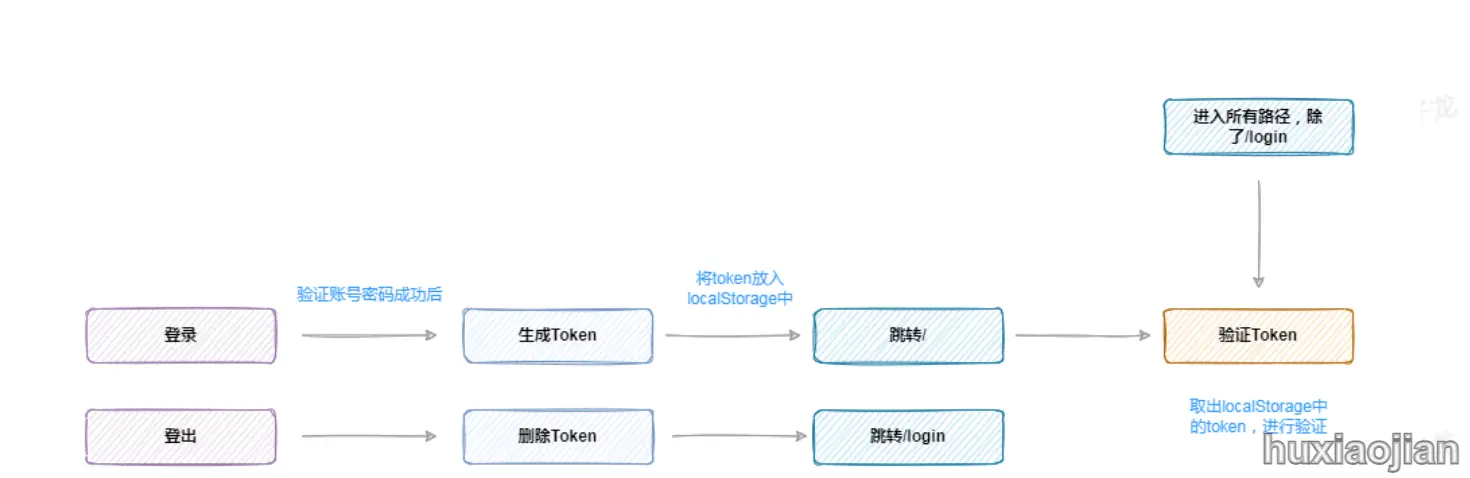 进入所有路径，除
了/login
将token放入
localStorage中
验证账号密码成功后
登录
生成Token
跳转/
验证Token
取出localStorage中
的token，进行验证
登出
删除Token
跳转/login
huxiaojian